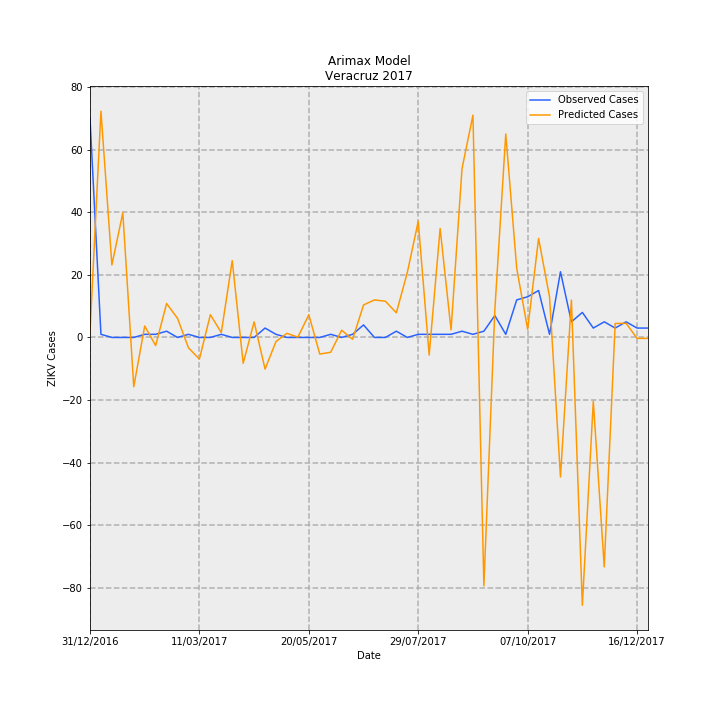 Arimax Model
Veracruz 2017
Observed Cases
Predicted Cases
80
60
40
20
0
−20
−40
−60
−80
ZIKV Cases
31/12/2016 11/03/2017 20/05/2017 29/07/2017 07/10/2017 16/12/2017
Date